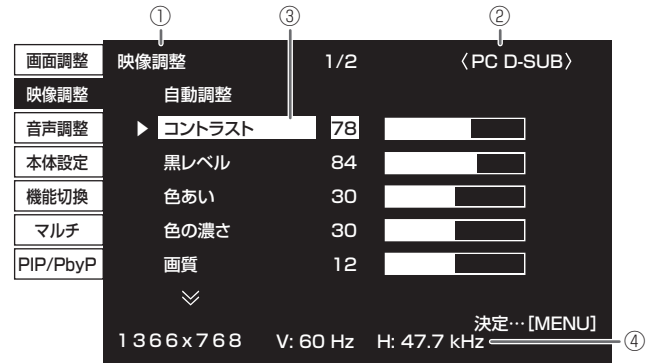 ① ③ ②
画面調整
映像調整
音声調整
本体設定
機能切換
マルチ
PIP/PbyP
映像調整 1/2 〈PC D-SUB〉
自動調整
コントラスト 78
黒レベル 84
色あい 30
色の濃さ 30
画質 12
決定…[MENU]
1366x768 V: 60 Hz H: 47.7 kHz ④